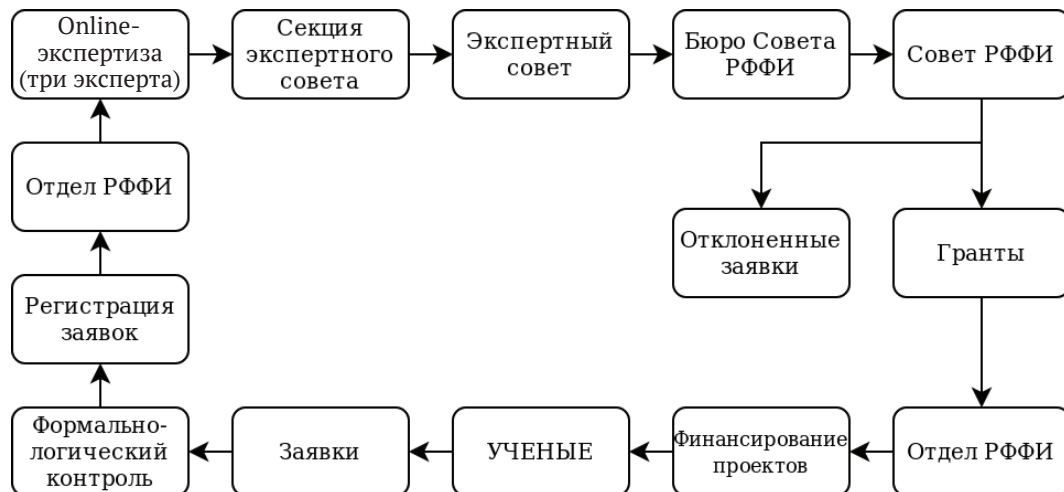 Online-
экспертиза
(три эксперта)
Секция
экспертного
совета
Экспертный
совет
Бюро Совета
РФФИ
Совет РФФИ
Отдел РФФИ
Отклоненные
заявки
Гранты
Регистрация
заявок
Формально-
логический
контроль
Заявки
УЧЕНЫЕ
Финансирование
проектов
Отдел РФФИ